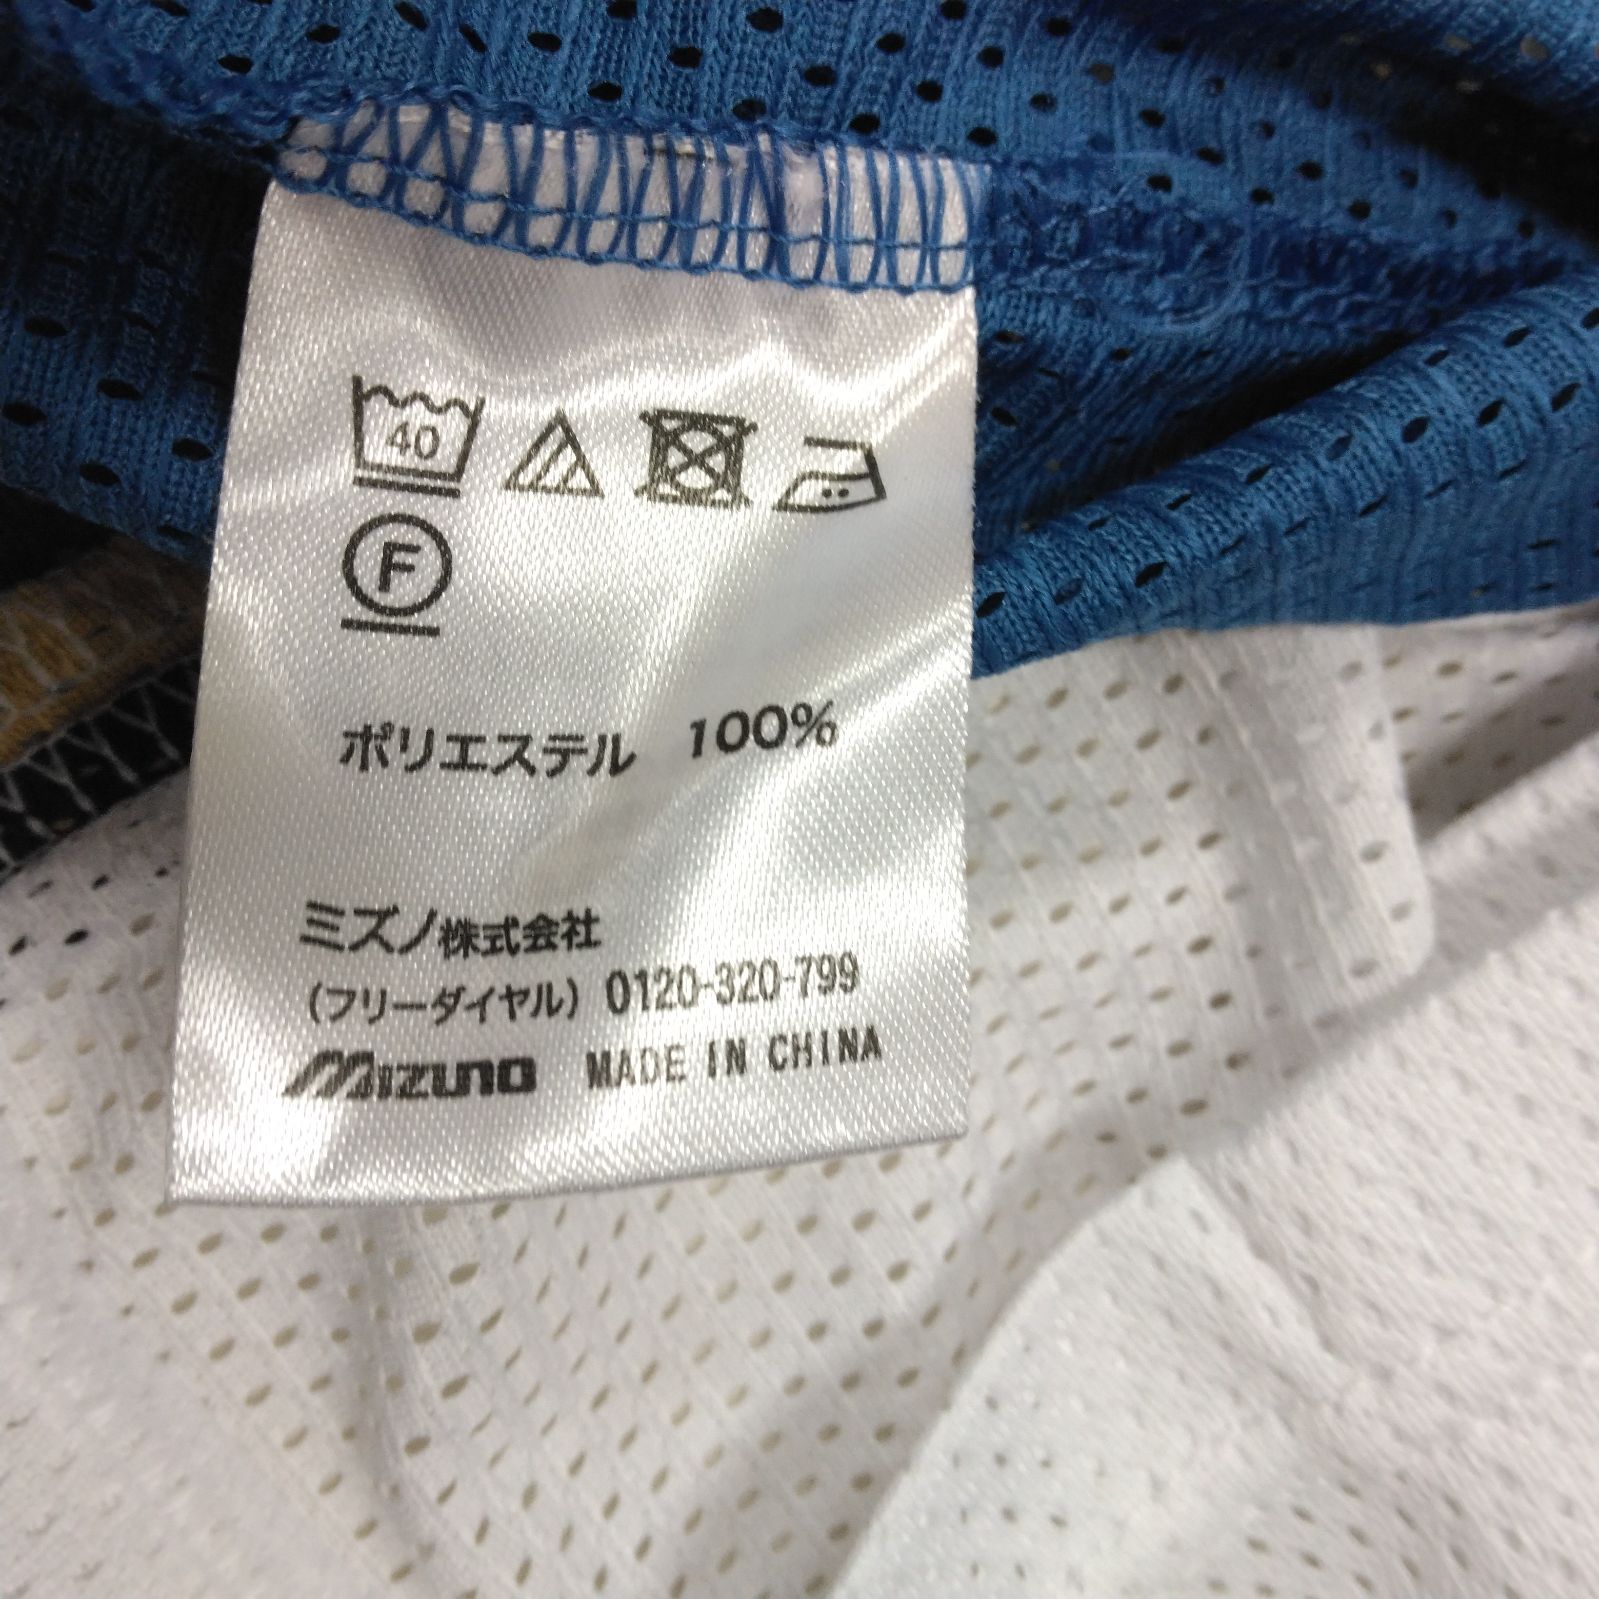 40
F
ポリエステル 100%
ミズノ株式会社
(フリーダイヤル) 0120-320-799
MIZUNO MADE IN CHINA